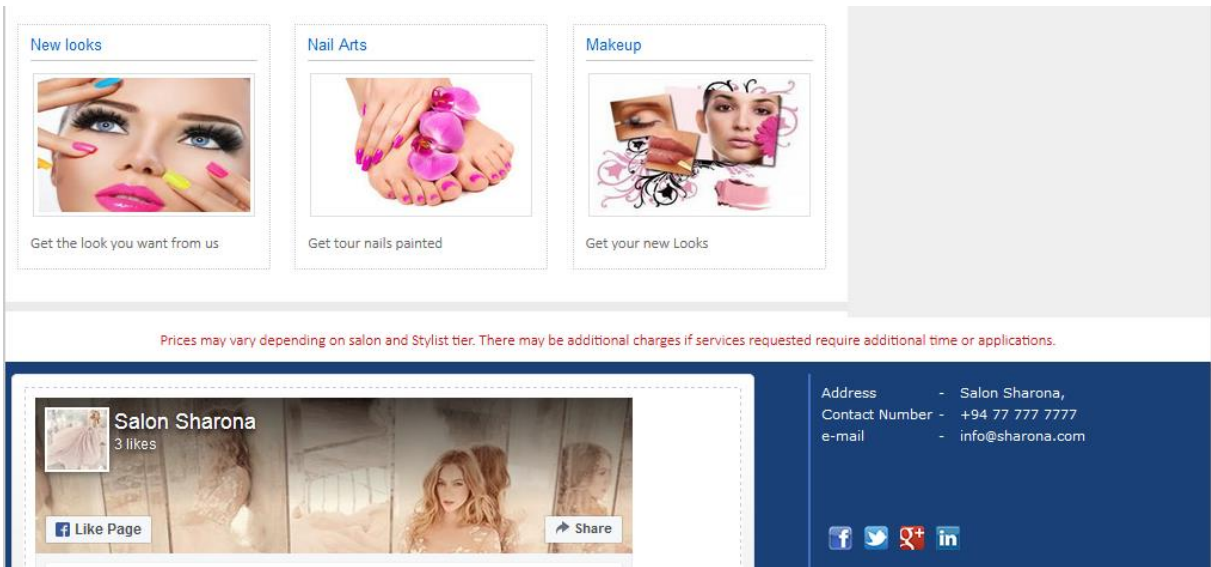 New looks
Nail Arts
Makeup
Get the look you want from us
Get tour nails painted
Get your new Looks
Prices may vary depending on salon and Stylist tier. There may be additional charges if services requested require additional time or applications.
Salon Sharona
3 likes
Like Page
Share
Address - Salon Sharona,
Contact Number - +94 77 777 7777
e-mail - info@sharona.com